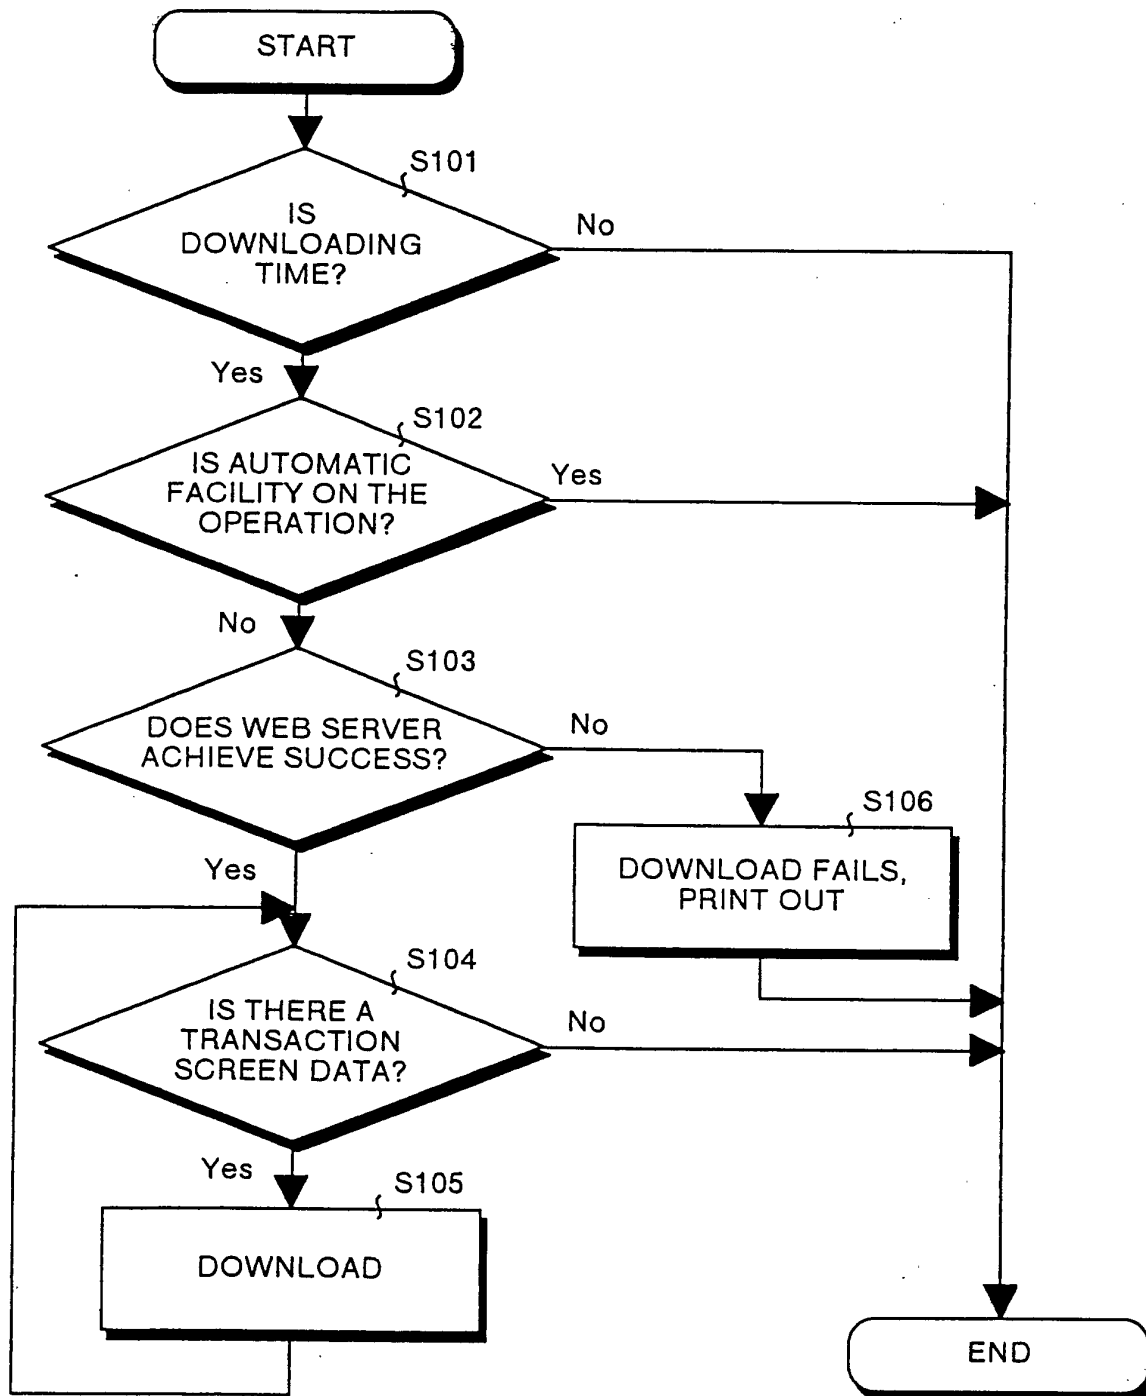 START
S101
IS
DOWNLOADING
TIME?
No
Yes
S102
IS AUTOMATIC
FACILITY ON THE
OPERATION?
Yes
No
S103
DOES WEB SERVER
ACHIEVE SUCCESS?
No
S106
DOWNLOAD FAILS,
PRINT OUT
Yes
S104
IS THERE A
TRANSACTION
SCREEN DATA?
No
Yes
S105
DOWNLOAD
END